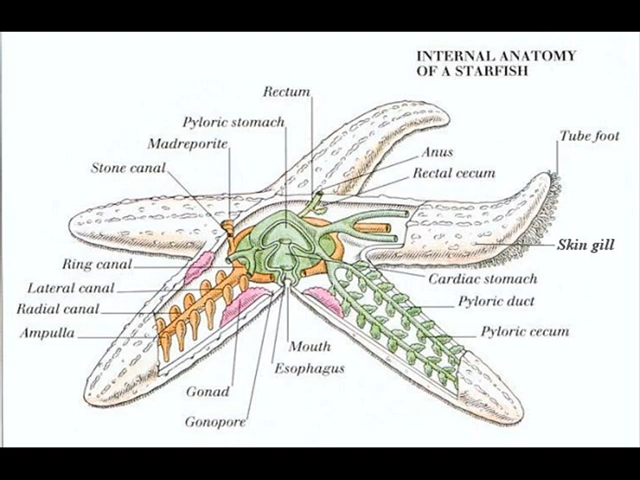 INTERNAL ANATOMY
OF A STARFISH
Rectum
Pyloric stomach
Madreporite
Stone canal
Anus
Rectal cecum
Tube foot
Skin gill
Ring canal
Lateral canal
Radial canal
Ampulla
Cardiac stomach
Pyloric duct
Pyloric cecum
Mouth
Esophagus
Gonad
Gonopore